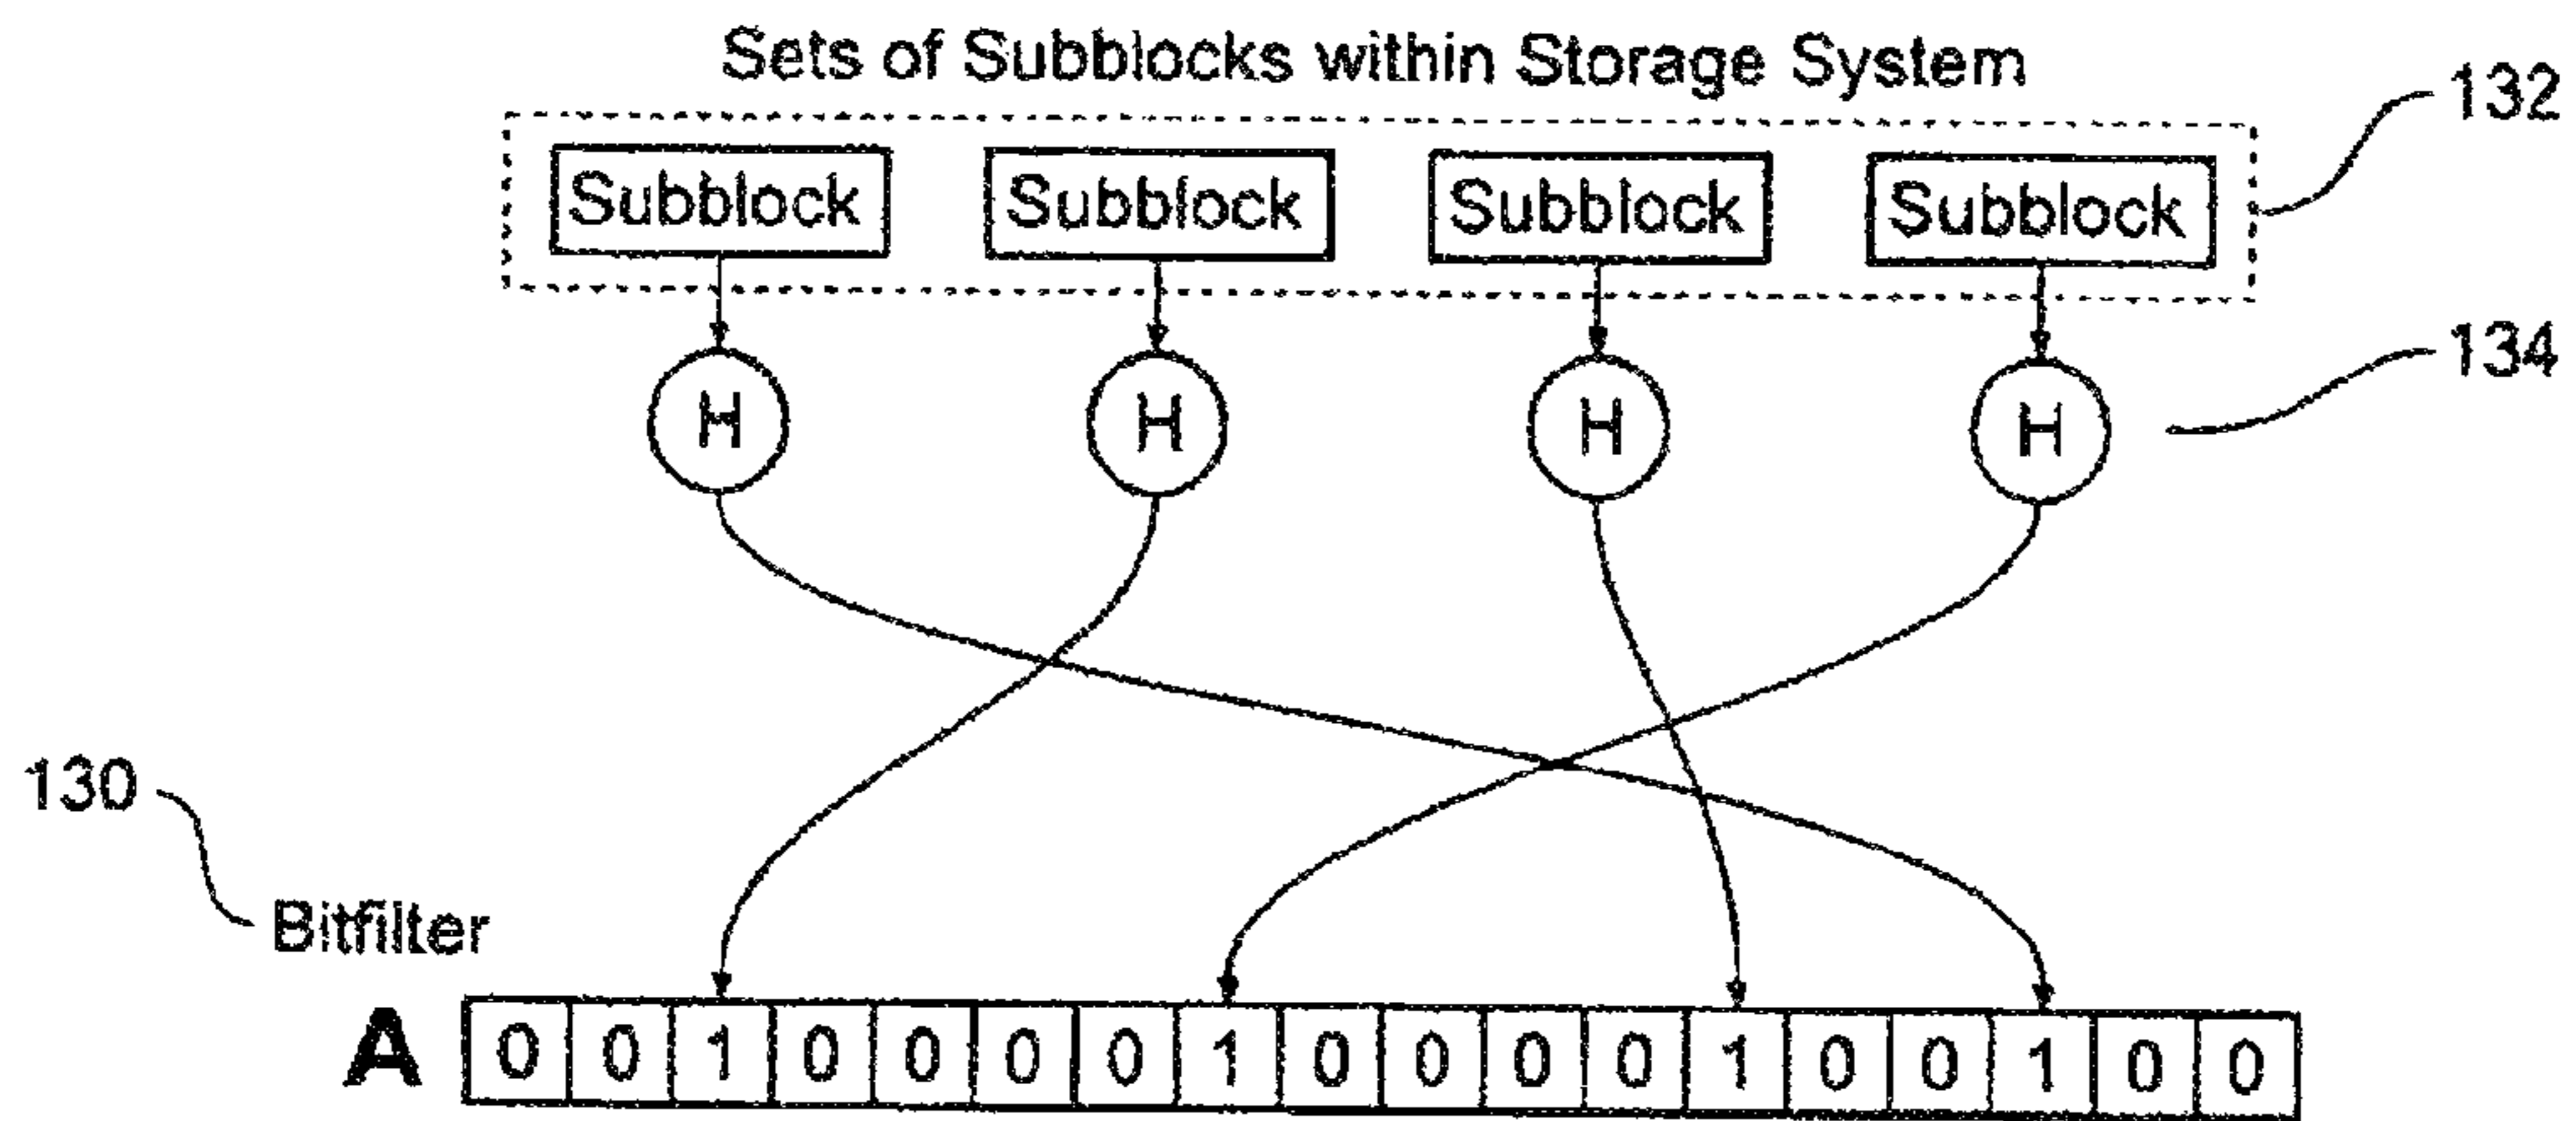 Sets of Subblocks within Storage System
132
Subblock Subblock Subblock Subblock
134
H H H H
130
Bitfilter
A 0 0 1 0 0 0 0 1 0 0 0 0 1 0 0 1 0 0